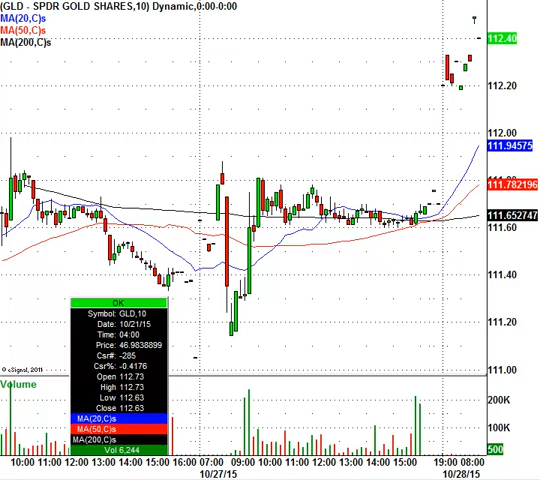 (GLD - SPDR GOLD SHARES,10) Dynamic,0:00-0:00
MA(20,C)s
MA(50,C)s
MA(200,C)s
112.40
112.20
112.00
111.94575
111.80
111.782196
111.652747
111.60
111.40
111.20
111.00
OK
Symbol: GLD,10
Date: 10/21/15
Time: 04:00
Price: 46.9838899
Csr#: -285
Csr%: -0.4176
Open 112.73
High 112.73
Low 112.63
Close 112.63
MA(20,C)s
MA(50,C)s
MA(200,C)s
Vol 6,244
© eSignal, 2011
Volume
200K
100K
500
10:00 11:00 12:00 13:00 14:00 15:00 16:00 07:00 09:00 10:00 11:00 12:00 13:00 14:00 15:00 19:00 08:00
10/27/15 10/28/15